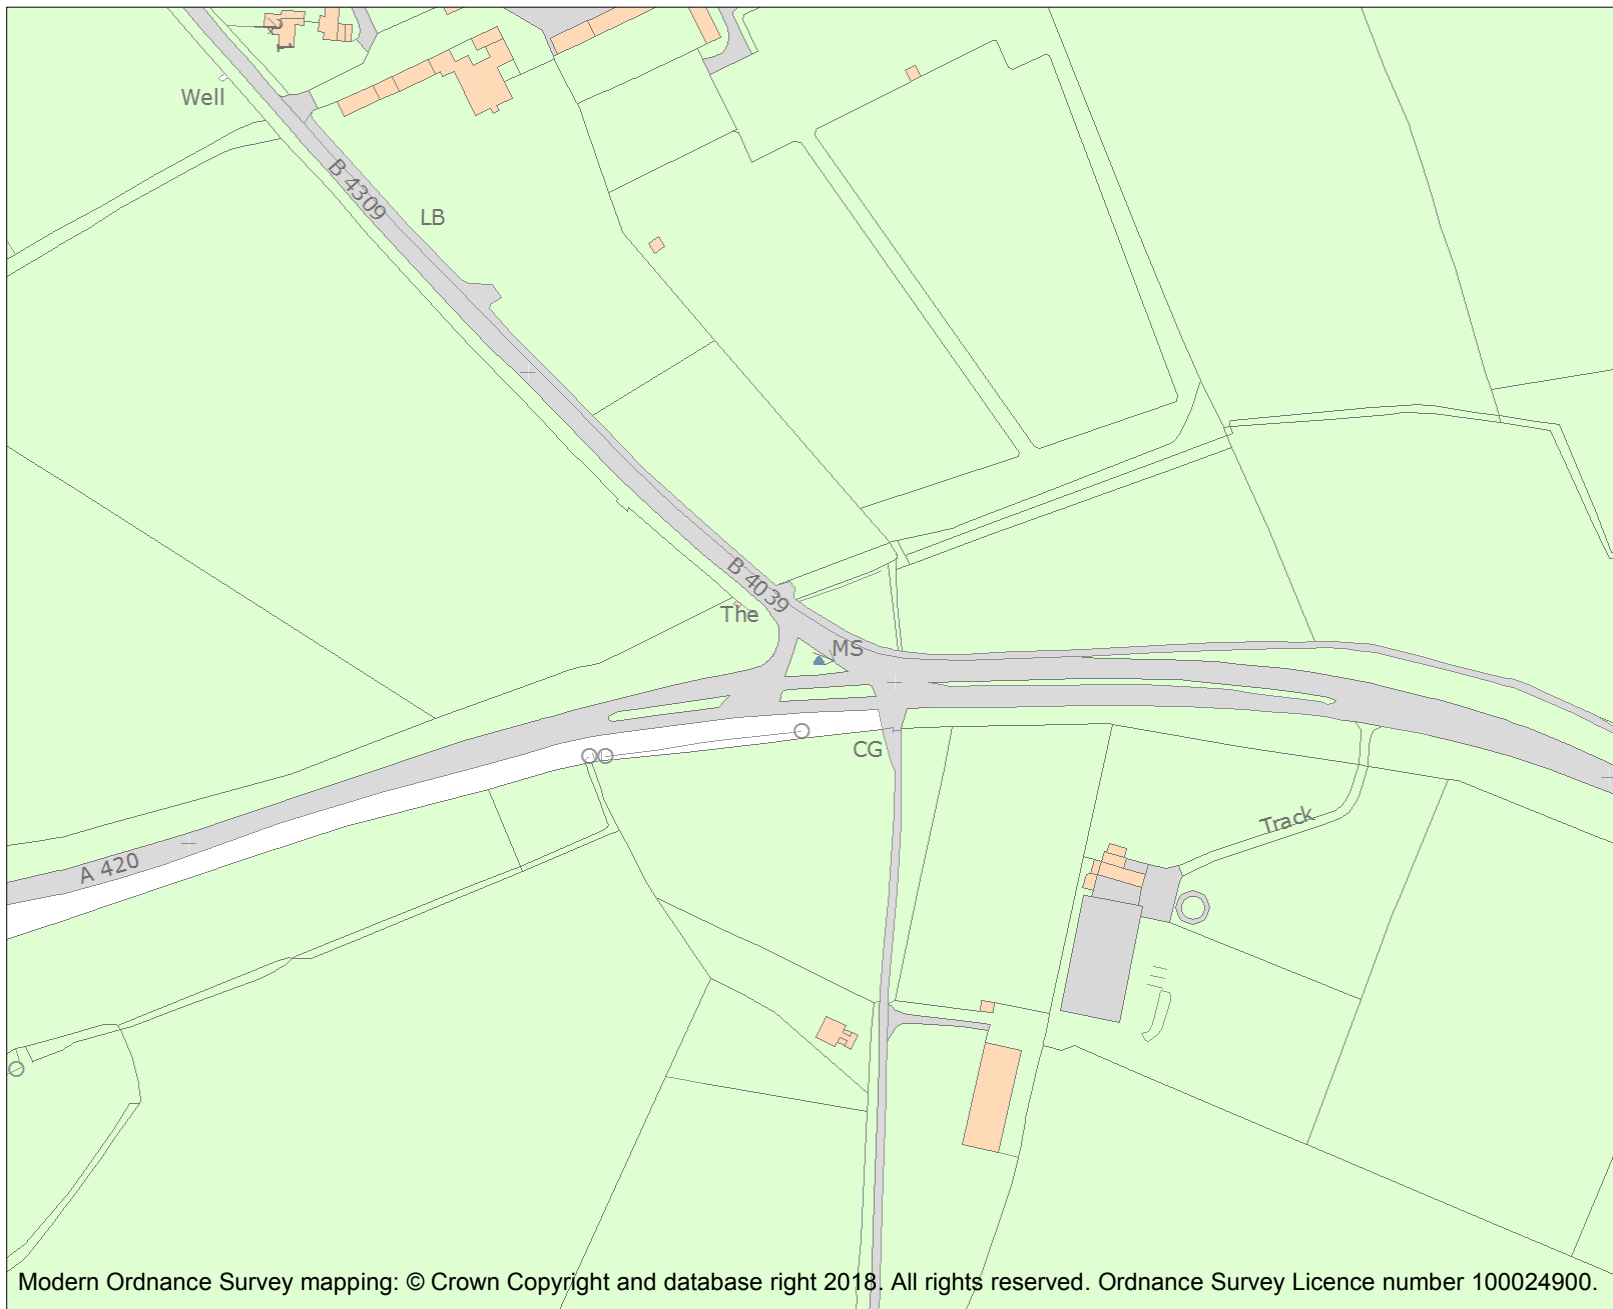 1
Well
B 4309
LB
B 4039
The
MS
CG
Track
A 420
Modern Ordnance Survey mapping: © Crown Copyright and database right 2018. All rights reserved. Ordnance Survey Licence number 100024900.